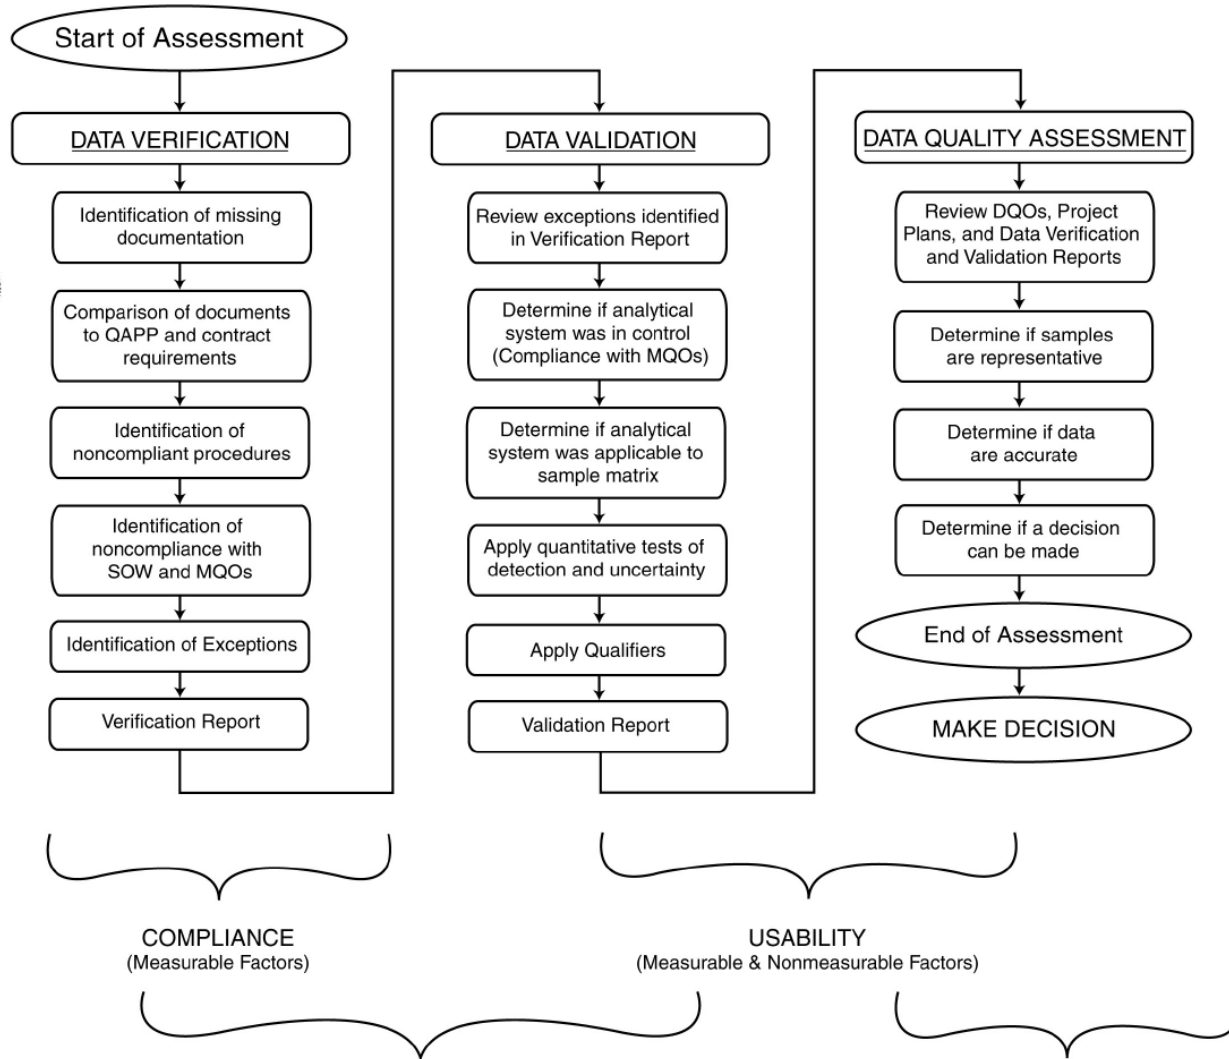 Start of Assessment
DATA VERIFICATION
Identification of missing
documentation
Comparison of documents
to QAPP and contract
requirements
Identification of
noncompliant procedures
Identification of
noncompliance with
SOW and MQOs
Identification of Exceptions
Verification Report
DATA VALIDATION
Review exceptions identified
in Verification Report
Determine if analytical
system was in control
(Compliance with MQOs)
Determine if analytical
system was applicable to
sample matrix
Apply quantitative tests of
detection and uncertainty
Apply Qualifiers
Validation Report
DATA QUALITY ASSESSMENT
Review DQOs, Project
Plans, and Data Verification
and Validation Reports
Determine if samples
are representative
Determine if data
are accurate
Determine if a decision
can be made
End of Assessment
MAKE DECISION
COMPLIANCE
(Measurable Factors)
USABILITY
(Measurable & Nonmeasurable Factors)